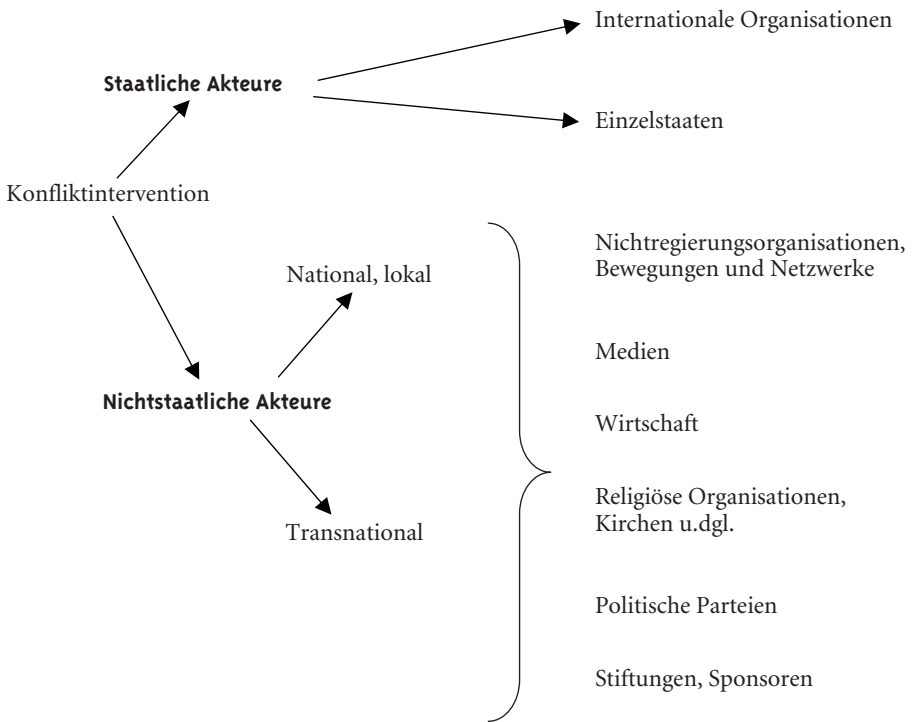 Internationale Organisationen
Staatliche Akteure
Einzelstaaten
Konfliktintervention
Nichtregierungsorganisationen,
Bewegungen und Netzwerke
National, lokal
Medien
Nichtstaatliche Akteure
Wirtschaft
Religiöse Organisationen,
Kirchen u.dgl.
Transnational
Politische Parteien
Stiftungen, Sponsoren